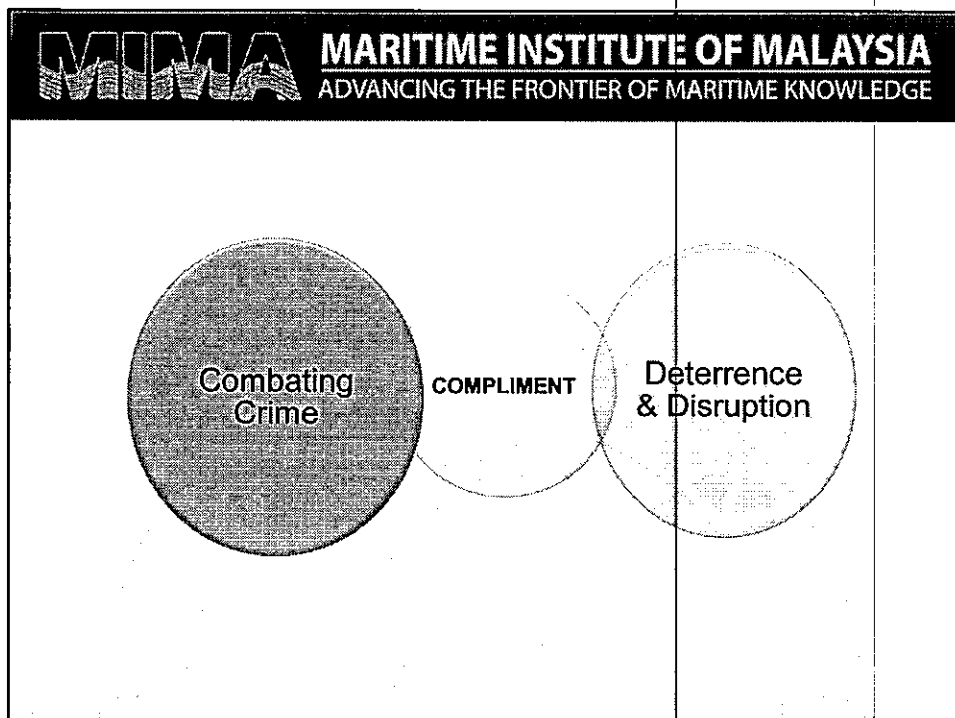 MIMA
MARITIME INSTITUTE OF MALAYSIA
ADVANCING THE FRONTIER OF MARITIME KNOWLEDGE
Combating
Crime
COMPLIMENT
Deterrence
& Disruption